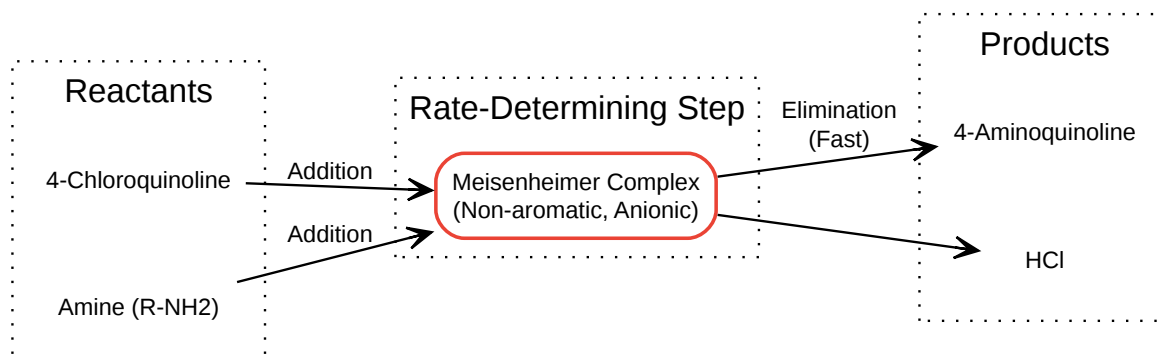 Reactants
4-Chloroquinoline
Amine (R-NH2)
Addition
Addition
Rate-Determining Step
Meisenheimer Complex
(Non-aromatic, Anionic)
Elimination
(Fast)
Products
4-Aminoquinoline
HCl